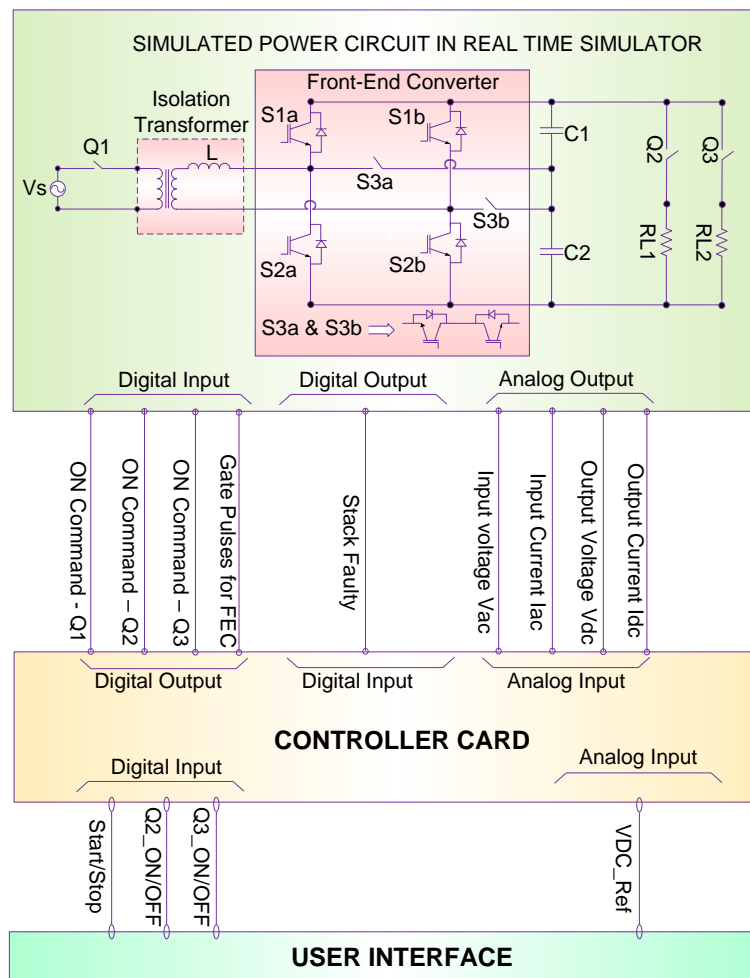 SIMULATED POWER CIRCUIT IN REAL TIME SIMULATOR
Front-End Converter
Isolation
Transformer
S1a
S1b
Q1
L
S3a
C1
Q2
Q3
Vs
S3b
S2a
S2b
C2
RL1
RL2
S3a & S3b
Digital Input
Digital Output
Analog Output
ON Command - Q1
ON Command – Q2
ON Command – Q3
Gate Pulses for FEC
Stack Faulty
Input voltage Vac
Input Current Iac
Output Voltage Vdc
Output Current Idc
Digital Output
Digital Input
Analog Input
CONTROLLER CARD
Digital Input
Analog Input
Start/Stop
Q2_ON/OFF
Q3_ON/OFF
VDC_Ref
USER INTERFACE